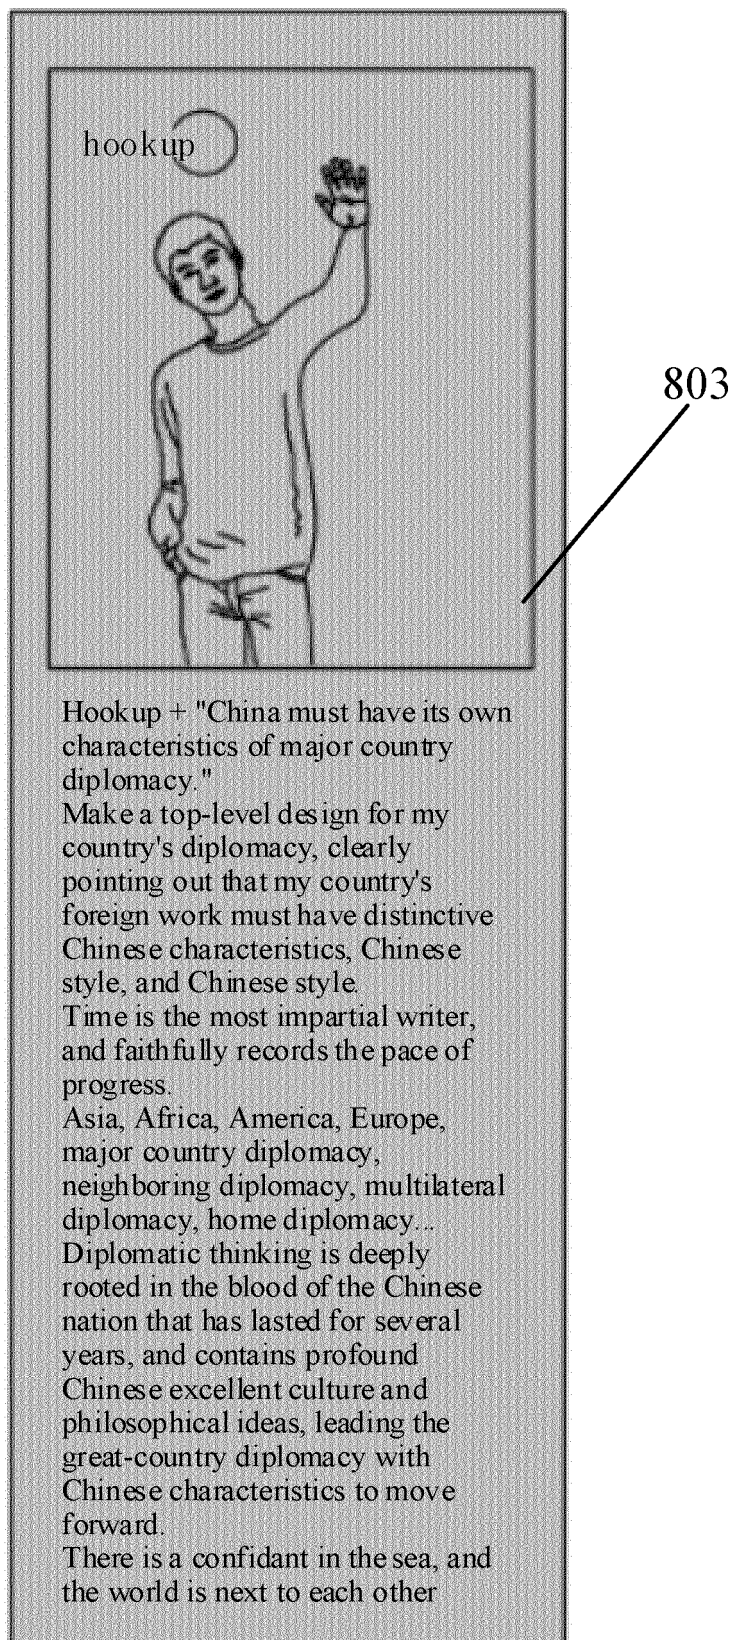 hookup
803
Hookup + "China must have its own
characteristics of major country
diplomacy."
Make a top-level design for my
country's diplomacy, clearly
pointing out that my country's
foreign work must have distinctive
Chinese characteristics, Chinese
style, and Chinese style.
Time is the most impartial writer,
and faithfully records the pace of
progress.
Asia, Africa, America, Europe,
major country diplomacy,
neighboring diplomacy, multilateral
diplomacy, home diplomacy...
Diplomatic thinking is deeply
rooted in the blood of the Chinese
nation that has lasted for several
years, and contains profound
Chinese excellent culture and
philosophical ideas, leading the
great-country diplomacy with
Chinese characteristics to move
forward.
There is a confidant in the sea, and
the world is next to each other